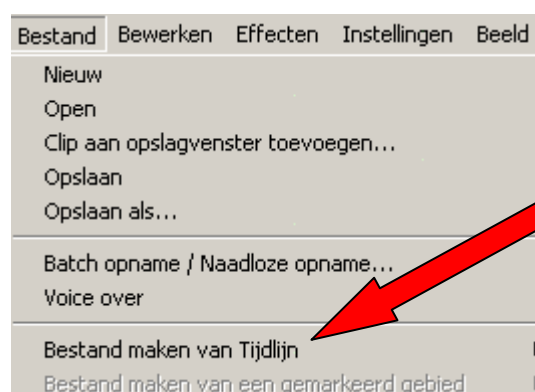 Bestand Bewerken Effecten Instellingen Beeld
Nieuw
Open
Clip aan opslagvenster toevoegen...
Opslaan
Opslaan als...
Batch opname / Naadloze opname...
Voice over
Bestand maken van Tijdlijn
Bestand maken van een gemarkeerd gebied